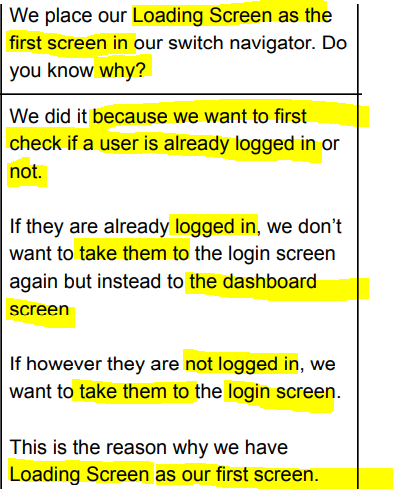 We place our Loading Screen as the
first screen in our switch navigator. Do
you know why?
We did it because we want to first
check if a user is already logged in or
not.
If they are already logged in, we don’t
want to take them to the login screen
again but instead to the dashboard
screen
If however they are not logged in, we
want to take them to the login screen.
This is the reason why we have
Loading Screen as our first screen.